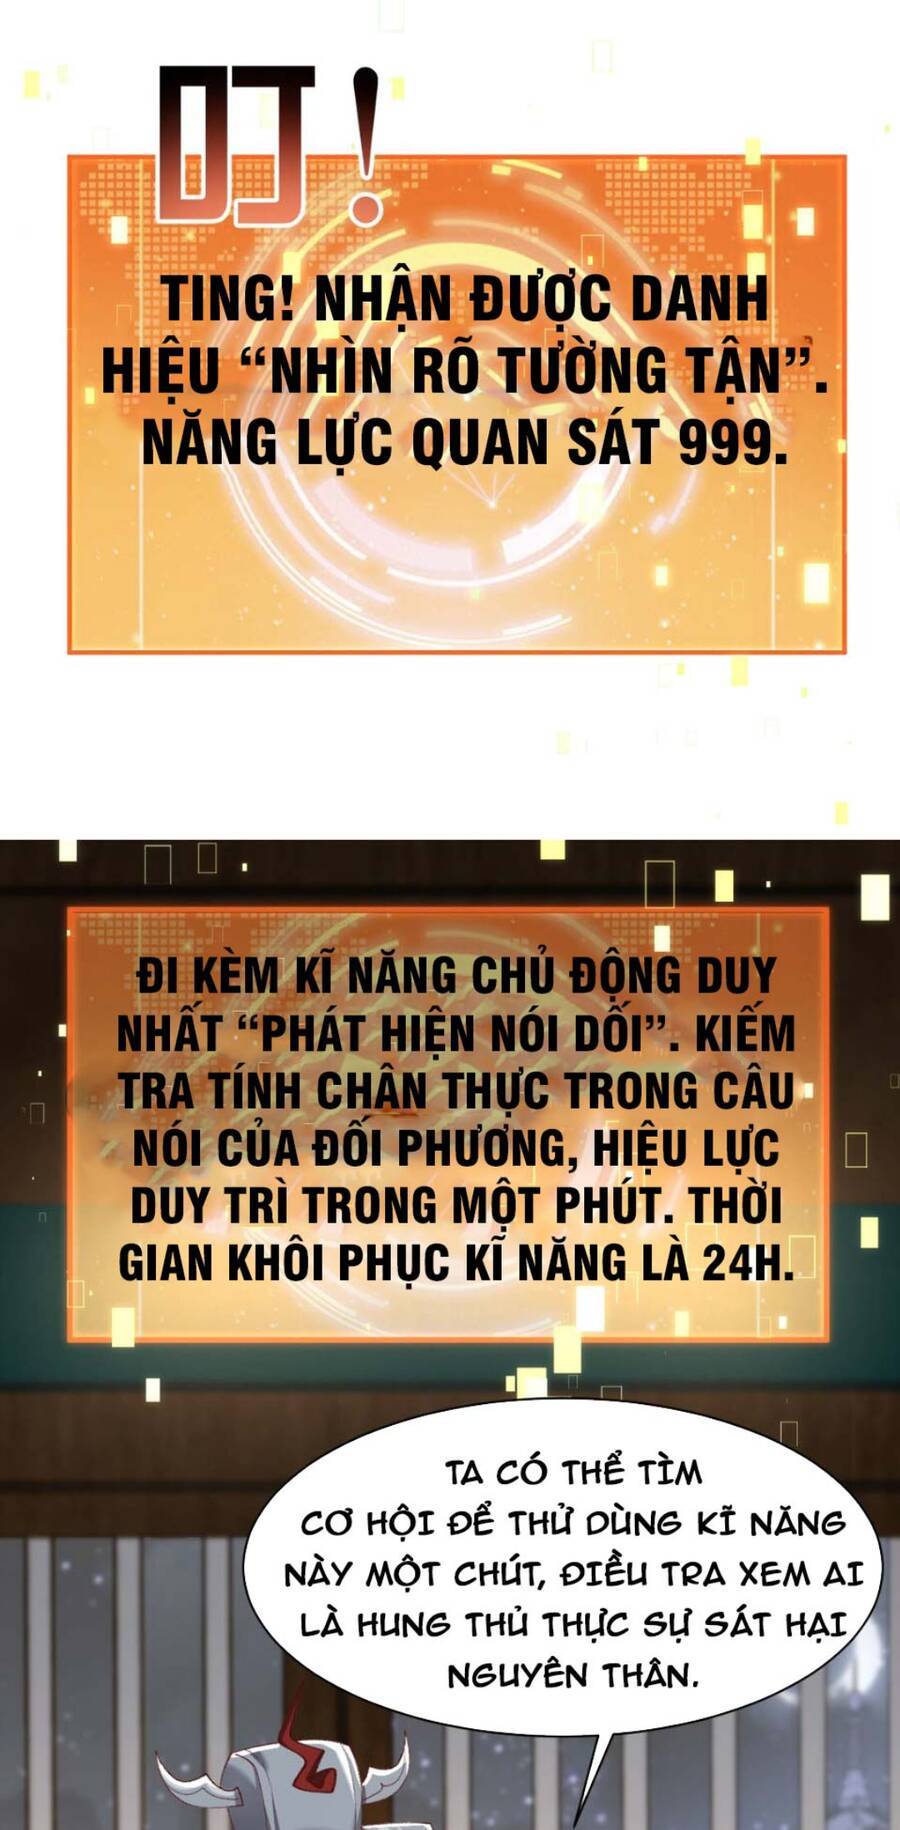 叮！
TING! NHẬN ĐƯỢC DANH
HIỆU “NHÌN RÕ TƯỜNG TẬN”.
NĂNG LỰC QUAN SÁT 999.
ĐI KÈM KĨ NĂNG CHỦ ĐỘNG DUY
NHẤT “PHÁT HIỆN NÓI DỐI”. KIỂM
TRA TÍNH CHÂN THỰC TRONG CÂU
NÓI CỦA ĐỐI PHƯƠNG, HIỆU LỰC
DUY TRÌ TRONG MỘT PHÚT. THỜI
GIAN KHÔI PHỤC KĨ NĂNG LÀ 24H.
TA CÓ THỂ TÌM
CƠ HỘI ĐỂ THỬ DÙNG KĨ NĂNG
NÀY MỘT CHÚT, ĐIỀU TRA XEM AI
LÀ HUNG THỦ THỰC SỰ SÁT HẠI
NGUYÊN THÂN.